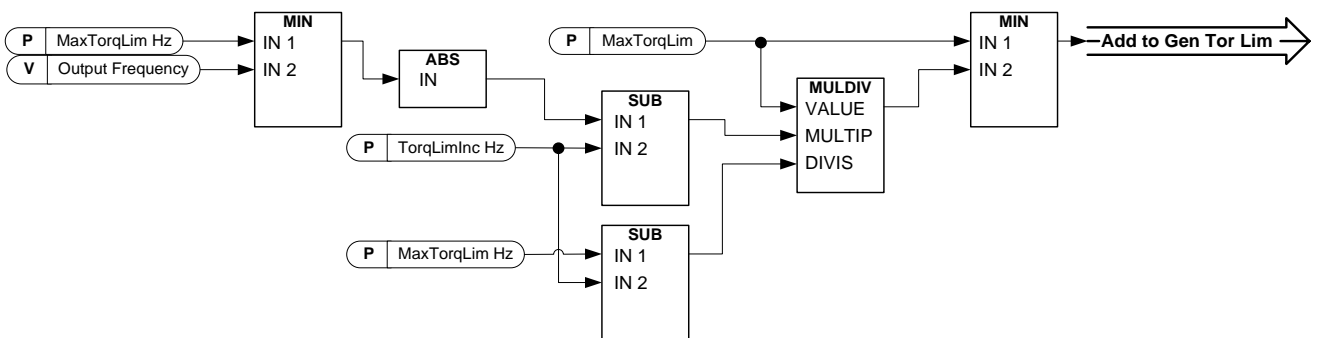 MIN
P MaxTorqLim Hz
IN 1
V Output Frequency
IN 2
ABS
IN
P MaxTorqLim
SUB
IN 1
IN 2
P TorqLimInc Hz
SUB
IN 1
IN 2
P MaxTorqLim Hz
MULDIV
VALUE
MULTIP
DIVIS
MIN
IN 1
IN 2
Add to Gen Tor Lim